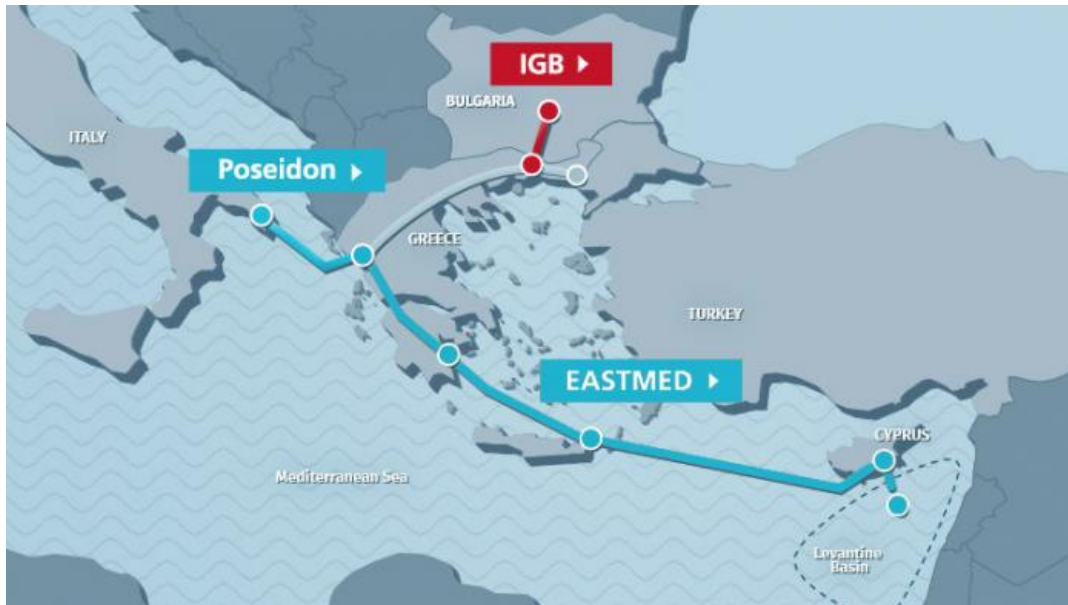 IGB ▸
BULGARIA
ITALY
Poseidon ▸
GREECE
TURKEY
EASTMED ▸
CYPRUS
Mediterranean Sea
Levantine
Basin